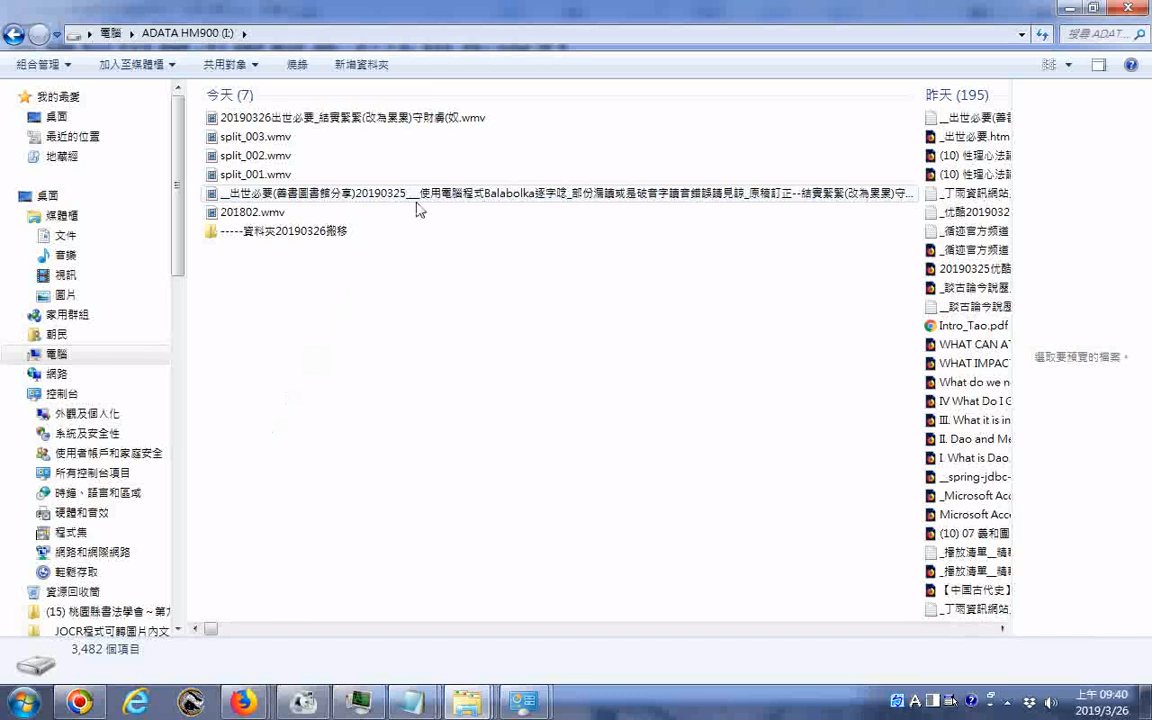 電腦 ▸ ADATA HM900 (I:) ▸
搜尋 ADAT...
組合管理 ▼ 加入至媒體櫃 ▼ 共用對象 ▼ 燒錄 新增資料夾
我的最愛
桌面
最近的位置
地藏經
桌面
媒體櫃
文件
音樂
視訊
圖片
家用群組
朝民
電腦
網路
控制台
外觀及個人化
系統及安全性
使用者帳戶和家庭安全
所有控制台項目
時鐘、語言和區域
硬體和音效
程式集
網路和網際網路
輕鬆存取
資源回收筒
(15) 桃園縣書法學會～第九
JOCR程式可轉圖片內文
今天 (7)
20190326出世必要_結實繫繫(改為累累)守財虜(奴.wmv
split_003.wmv
split_002.wmv
split_001.wmv
__出世必要(善書圖書館分享)20190325___使用電腦程式Balabolka逐字唸_部份漏讀或是破音字讀音錯誤請見諒_原稿訂正--結實繫繫(改為累累)守...
201802.wmv
-----資料夾20190326搬移
昨天 (195)
__出世必要(善書
_出世必要.htm
(10) 性理心法
(10) 性理心法
_丁雨資訊網站
_优酷2019032
_循迹官方频道
_循迹官方频道
20190325优酷
_談古論今說歷
__談古論今說歷
Intro_Tao.pdf
WHAT CAN A
WHAT IMPAC
What do we n
IV What Do I G
III. What it is in
II. Dao and Me
I. What is Dao
__spring-jdbc-
_Microsoft Acc
Microsoft Acce
(10) 07 義和團
_播放清單__請
_播放清單__請
【中国古代史】
_丁雨資訊網站
選取要預覽的檔案。
3,482 個項目
A
上午 09:40
2019/3/26